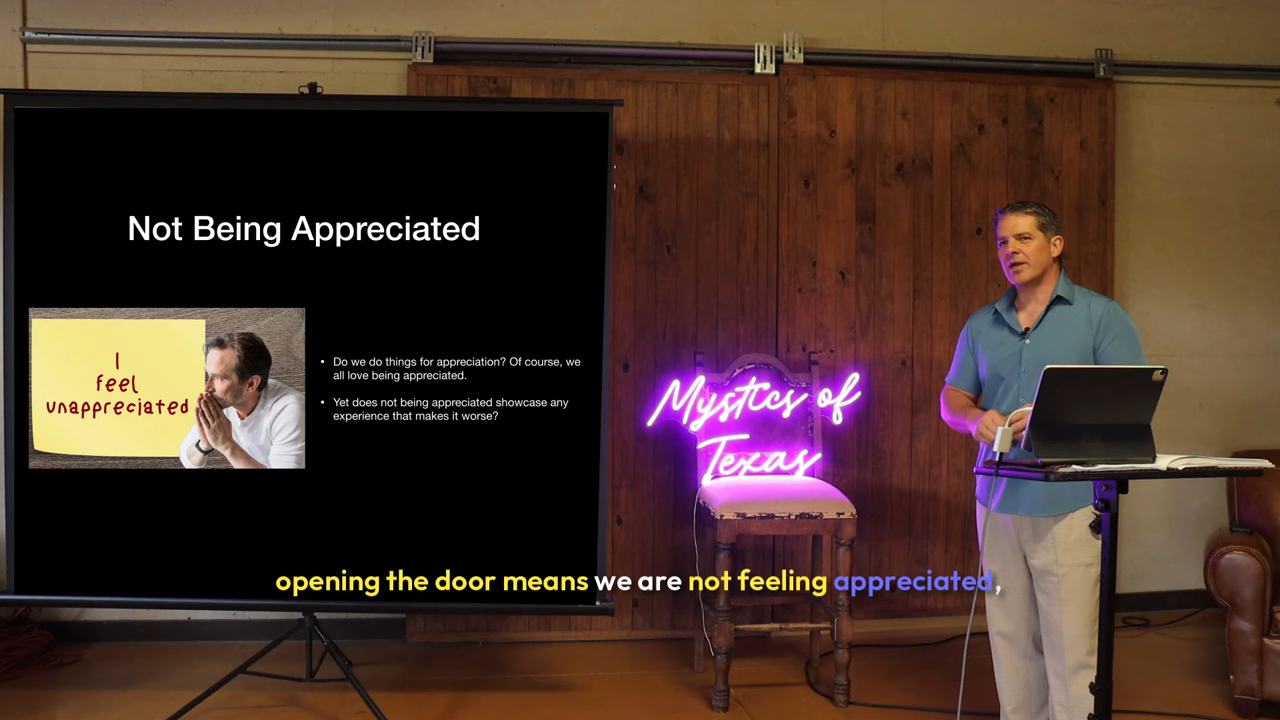 Not Being Appreciated
I
feel
unappreciated
• Do we do things for appreciation? Of course, we
all love being appreciated.
• Yet does not being appreciated showcase any
experience that makes it worse?
Mystics of
Texas
opening the door means we are not feeling appreciated,